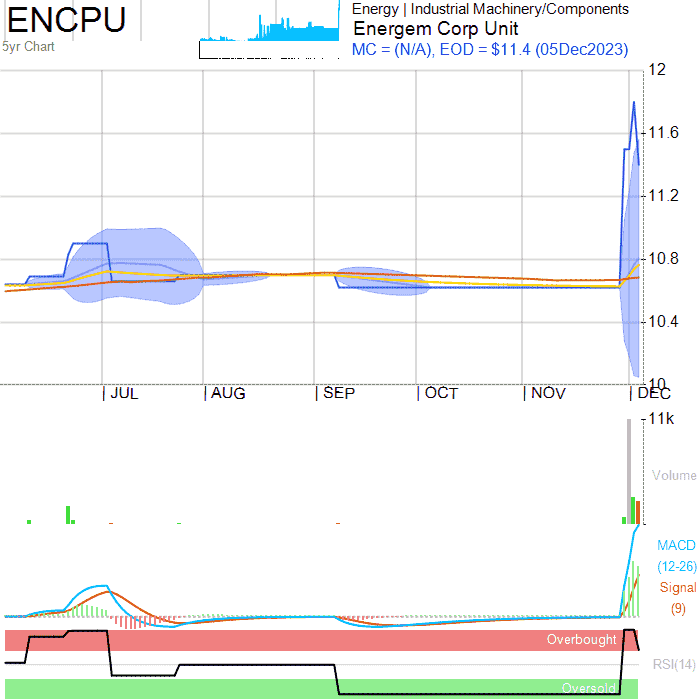 ENCPU
5yr Chart
Energy | Industrial Machinery/Components
Energem Corp Unit
MC = (N/A), EOD = $11.4 (05Dec2023)
12
11.6
11.2
10.8
10.4
10
JUL
AUG
SEP
OCT
NOV
DEC
11k
Volume
MACD
(12-26)
Signal
(9)
Overbought
RSI(14)
Oversold